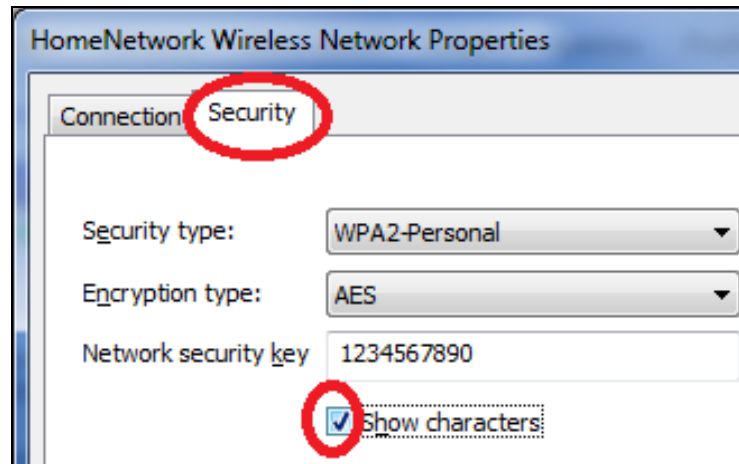 HomeNetwork Wireless Network Properties
Connection Security
Security type: WPA2-Personal
Encryption type: AES
Network security key 1234567890
Show characters